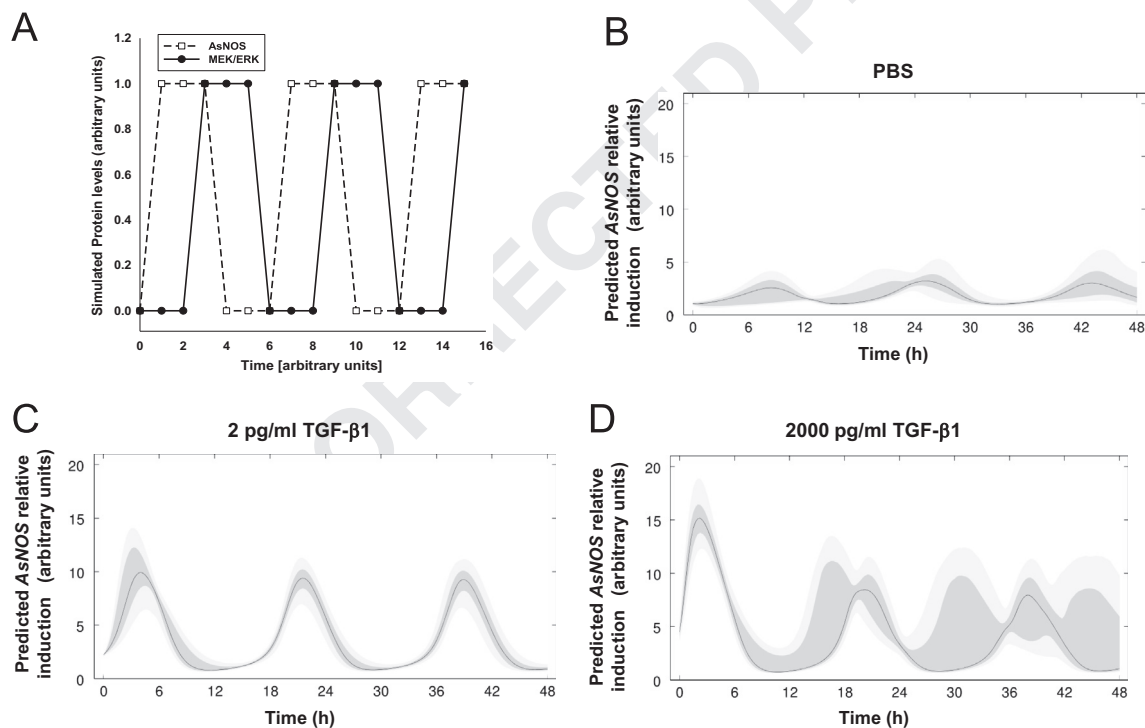 A
1.2
1.0
0.8
0.6
0.4
0.2
0.0
Simulated Protein levels (arbitrary units)
AsNOS
MEK/ERK
0 2 4 6 8 10 12 14 16
Time [arbitrary units]
B
PBS
20
15
10
5
0
Predicted AsNOS relative
induction (arbitrary units)
0 6 12 18 24 30 36 42 48
Time (h)
C
2 pg/ml TGF-β1
20
15
10
5
0
Predicted AsNOS relative
induction (arbitrary units)
0 6 12 18 24 30 36 42 48
Time (h)
D
2000 pg/ml TGF-β1
20
15
10
5
0
Predicted AsNOS relative
induction (arbitrary units)
0 6 12 18 24 30 36 42 48
Time (h)